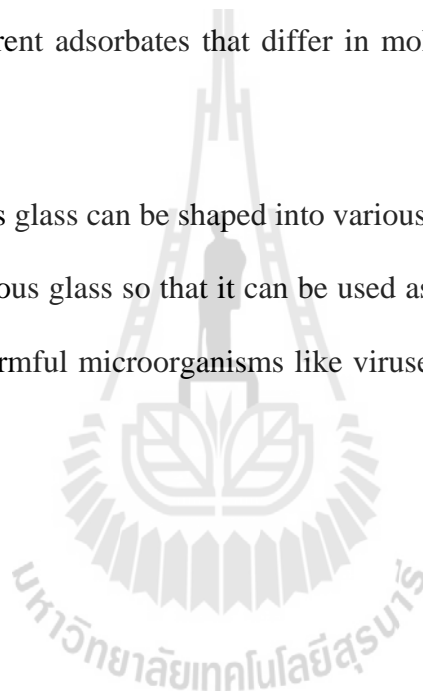 erent adsorbates that differ in mol
s glass can be shaped into various
ous glass so that it can be used as
rmful microorganisms like viruse
มหาวิทยาลัยเทคโนโลยีสุรนารี